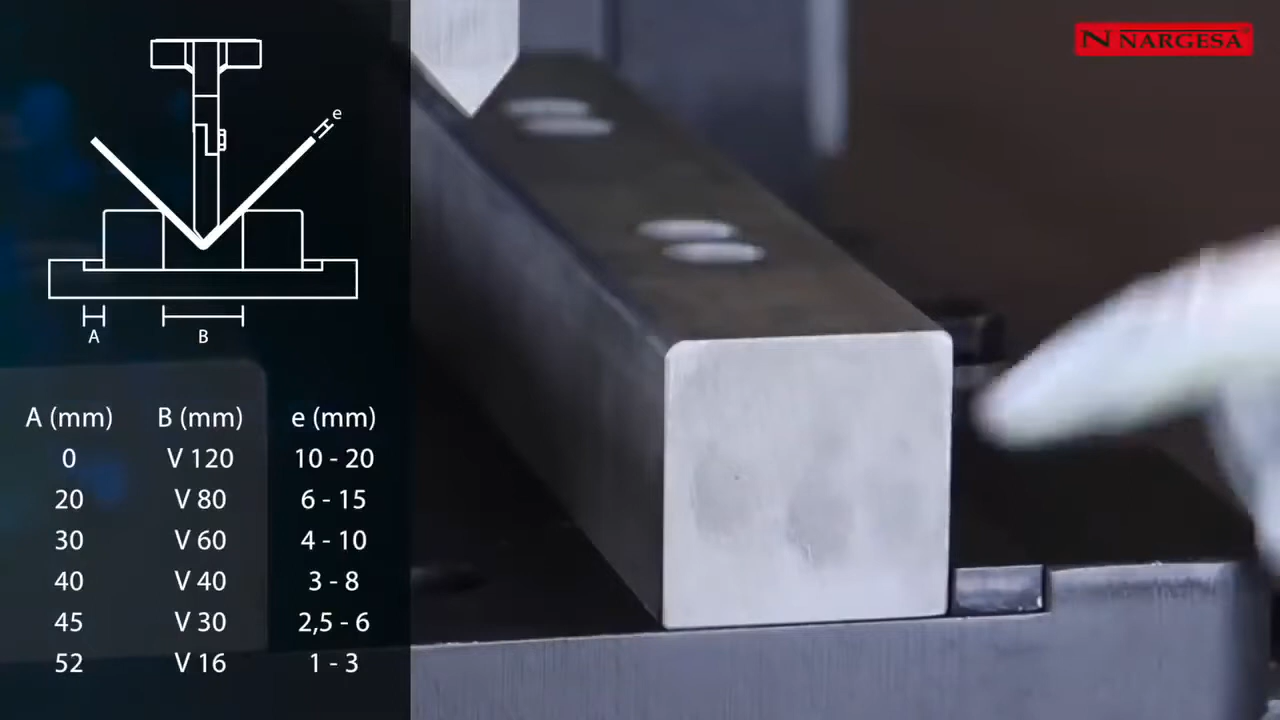 NARGESA
e
A
B
A (mm) B (mm) e (mm)
0 V 120 10 - 20
20 V 80 6 - 15
30 V 60 4 - 10
40 V 40 3 - 8
45 V 30 2,5 - 6
52 V 16 1 - 3